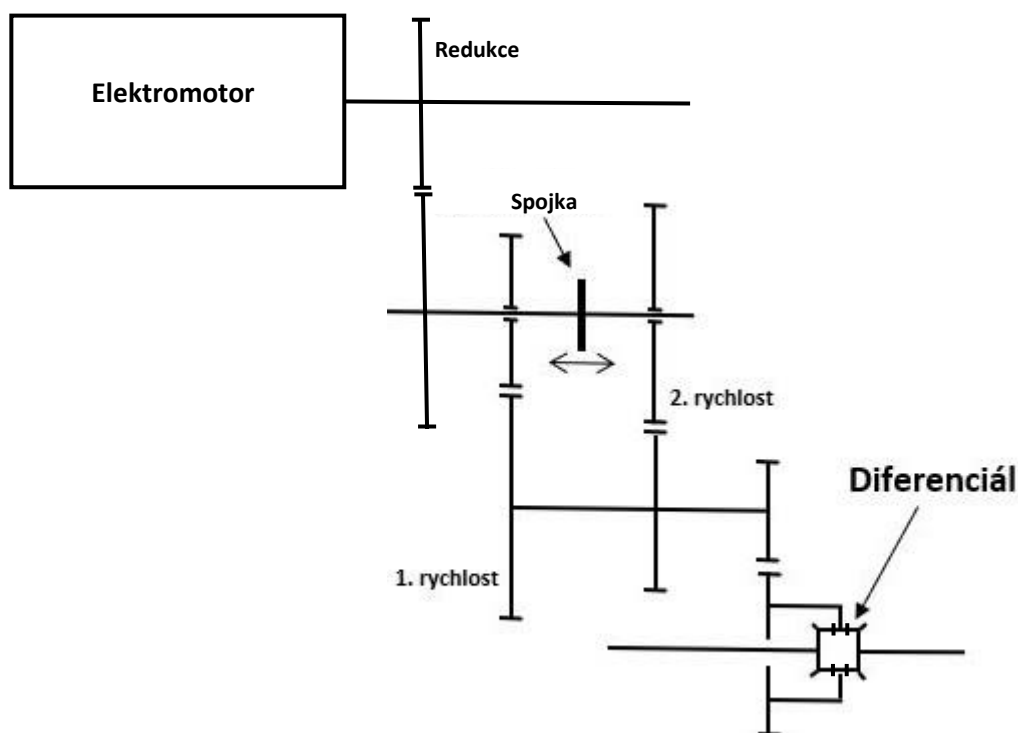 Redukce
Elektromotor
Spojka
2. rychlost
Diferenciál
1. rychlost